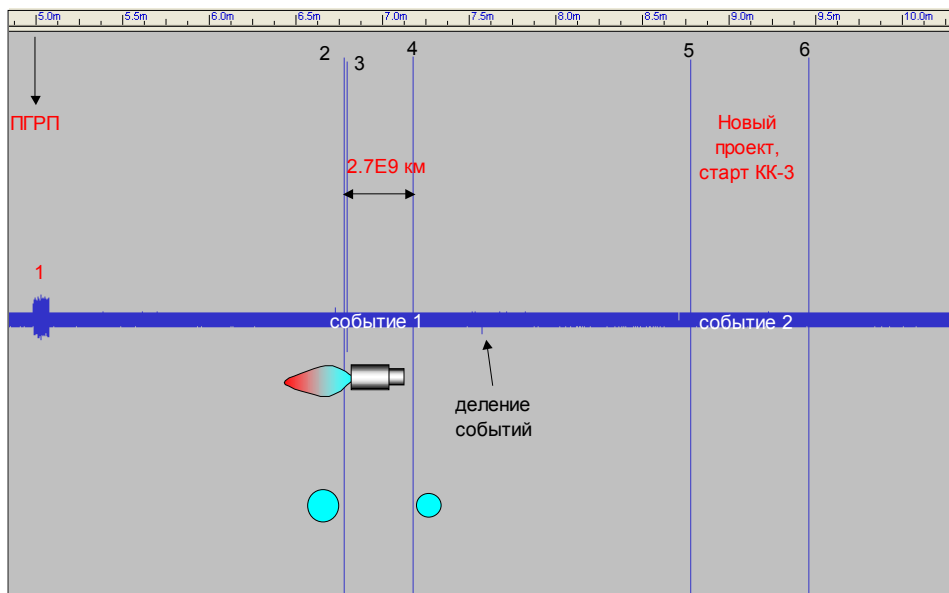 5.0m 5.5m 6.0m 6.5m 7.0m 7.5m 8.0m 8.5m 9.0m 9.5m 10.0m
2 3 4 5 6
ПГРП
Новый
проект,
старт КК-3
2.7E9 км
1
событие 1
событие 2
деление
событий